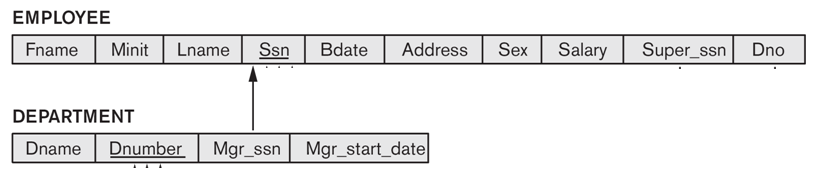 EMPLOYEE
Fname Minit Lname Ssn Bdate Address Sex Salary Super_ssn Dno
DEPARTMENT
Dname Dnumber Mgr_ssn Mgr_start_date